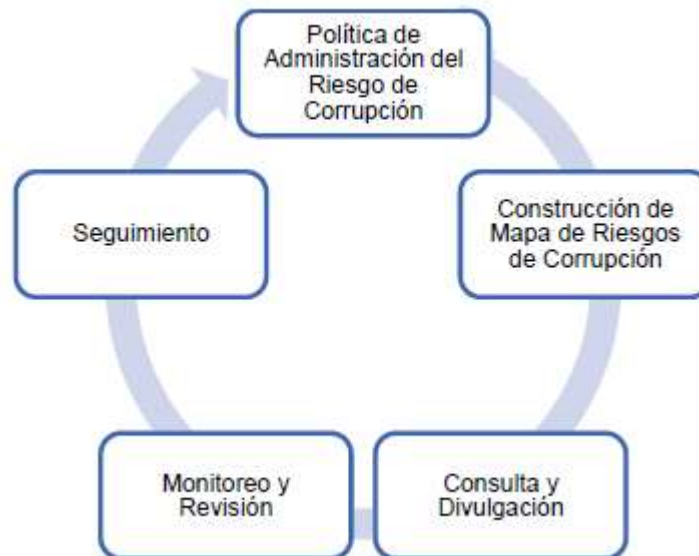 Política de
Administración del
Riesgo de
Corrupción
Construcción de
Mapa de Riesgos
de Corrupción
Consulta y
Divulgación
Monitoreo y
Revisión
Seguimiento